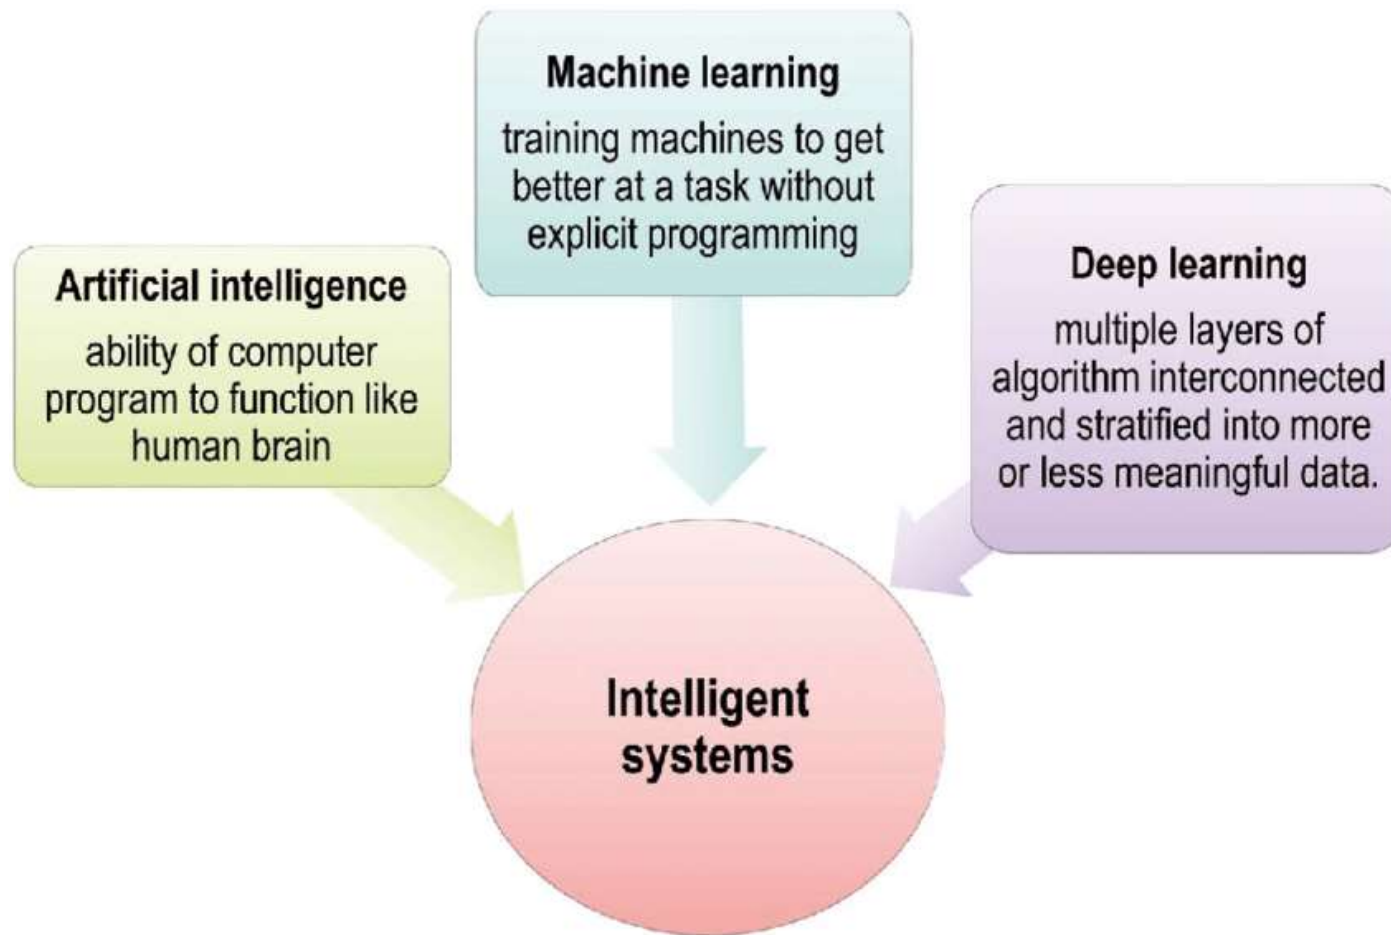 Machine learning
training machines to get
better at a task without
explicit programming
Artificial intelligence
ability of computer
program to function like
human brain
Deep learning
multiple layers of
algorithm interconnected
and stratified into more
or less meaningful data.
Intelligent
systems